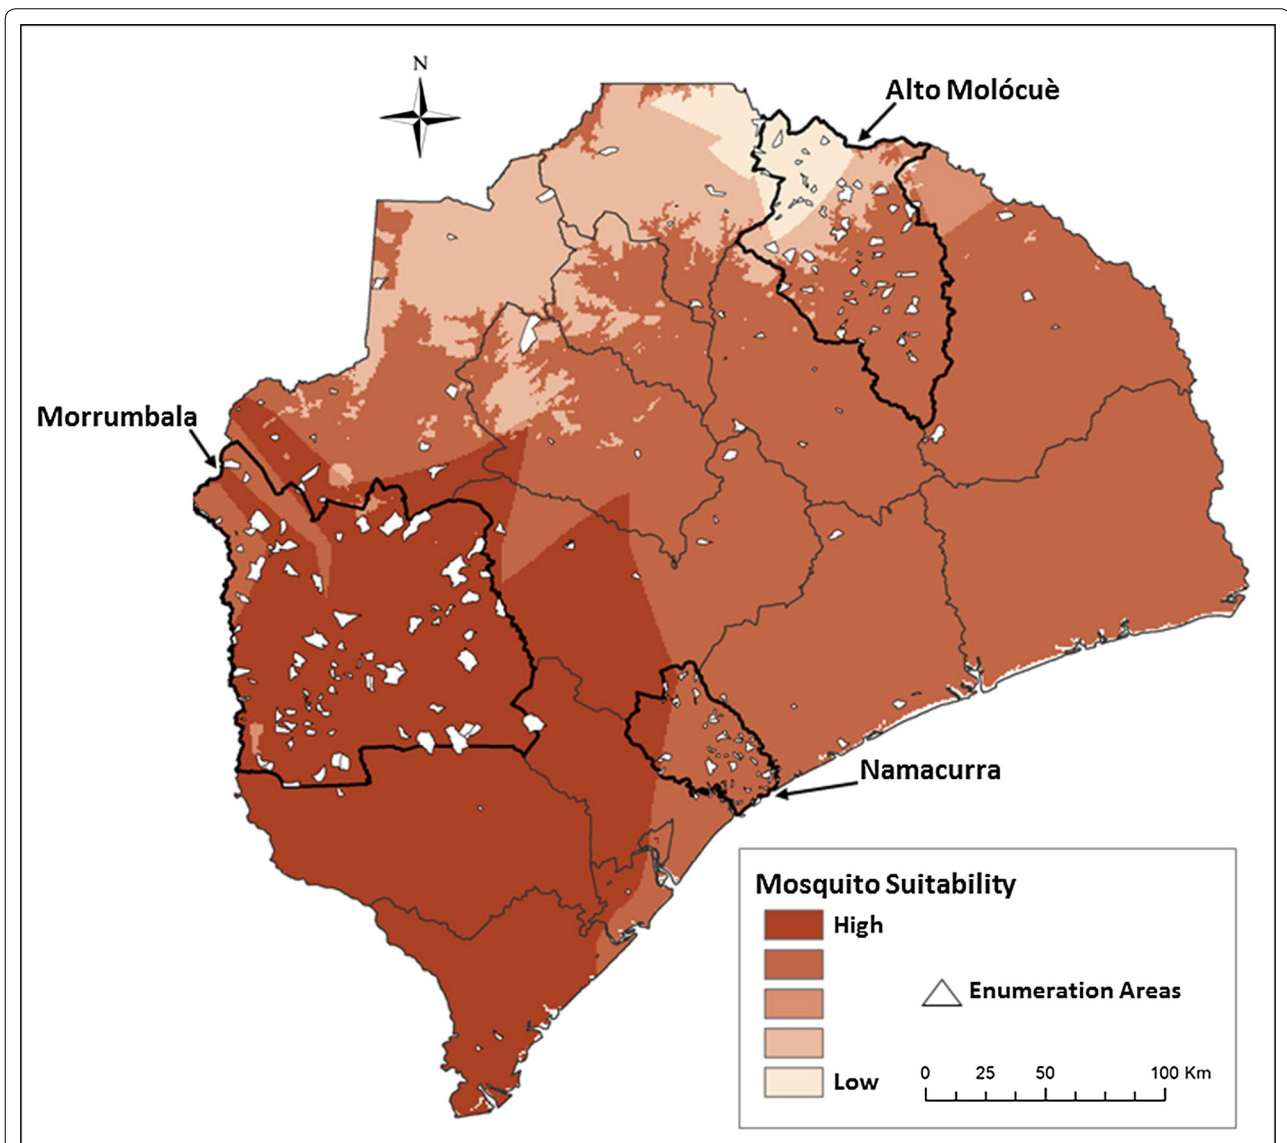 N
Alto Molócuè
Morrumbala
Namacurra
Mosquito Suitability
High
Enumeration Areas
Low
0 25 50 100 Km